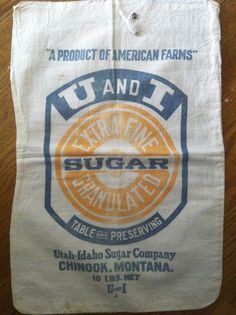 "A PRODUCT OF AMERICAN FARMS"
U AND I
EXTRA FINE
SUGAR
GRANULATED
TABLE AND PRESERVING
Utah-Idaho Sugar Company
CHINOOK, MONTANA.
10 LBS. NET
U AND I